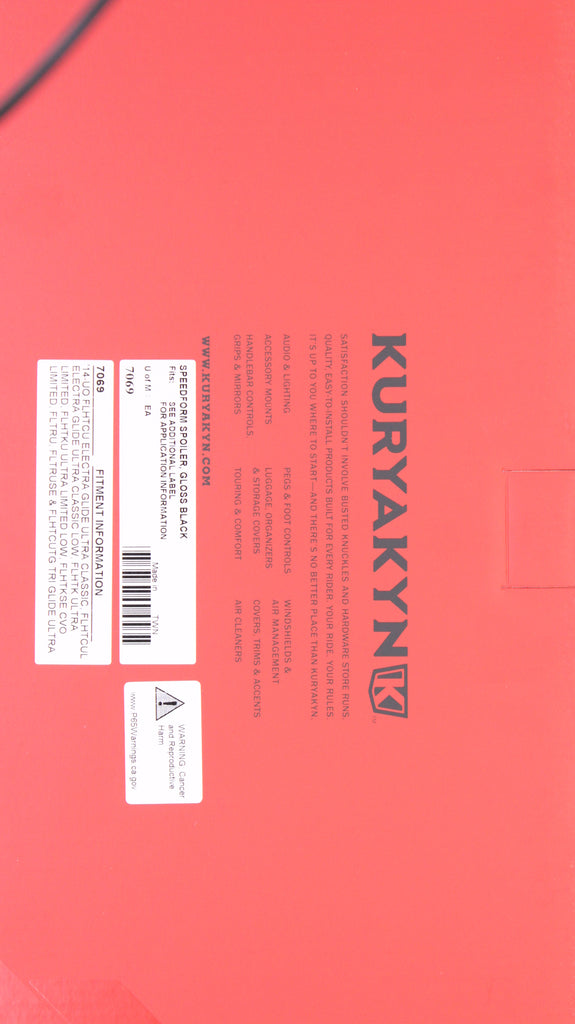 KURYAKYN K
SATISFACTION SHOULDN'T INVOLVE BUSTED KNUCKLES AND HARDWARE STORE RUNS.
QUALITY, EASY-TO-INSTALL PRODUCTS BUILT FOR EVERY RIDER. YOUR RIDE. YOUR RULES.
IT'S UP TO YOU WHERE TO START—AND THERE'S NO BETTER PLACE THAN KURYAKYN.
AUDIO & LIGHTING
ACCESSORY MOUNTS
HANDLEBAR CONTROLS,
GRIPS & MIRRORS
PEGS & FOOT CONTROLS
LUGGAGE, ORGANIZERS
& STORAGE COVERS
TOURING & COMFORT
WINDSHIELDS &
AIR MANAGEMENT
COVERS, TRIMS & ACCENTS
AIR CLEANERS
WWW.KURYAKYN.COM
SPEEDFORM SPOILER, GLOSS BLACK
Fits: SEE ADDITIONAL LABEL
FOR APPLICATION INFORMATION
Made in TWIN
U of M : EA
7069
WARNING: Cancer
and Reproductive
Harm
www.P65Warnings.ca.gov
7069 FITMENT INFORMATION
'14-UO FLHTCU ELECTRA GLIDE ULTRA CLASSIC, FLHTCUL
ELECTRA GLIDE ULTRA CLASSIC LOW, FLHTK ULTRA
LIMITED, FLHTKU ULTRA LIMITED LOW, FLHTKSE CVO
LIMITED, FLTRU, FLTRUSE & FLHTCUTG TRI GLIDE ULTRA